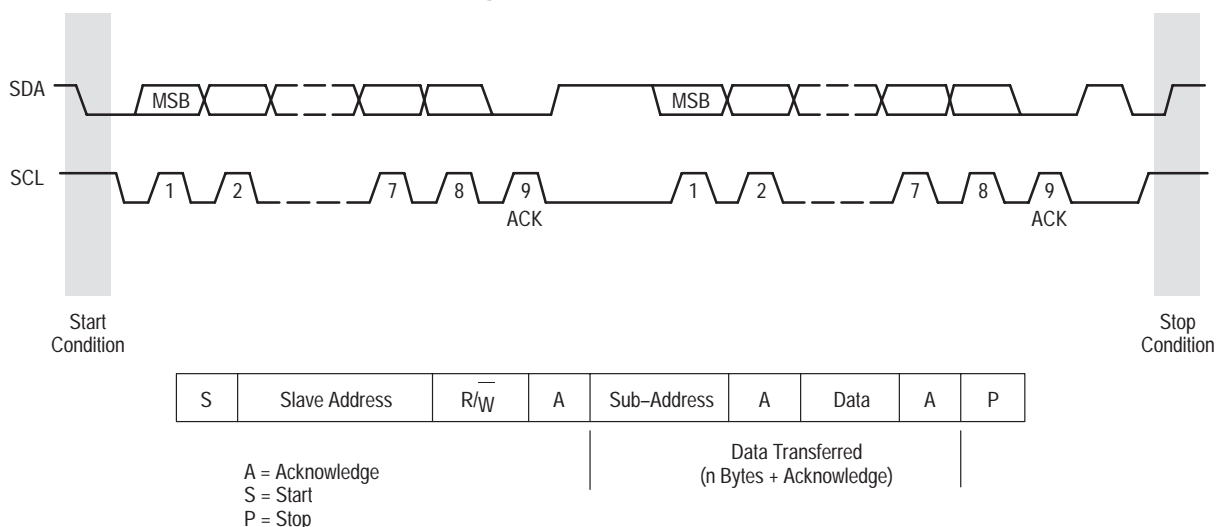 SDA
MSB
MSB
SCL
1
2
7
8
9
ACK
1
2
7
8
9
ACK
Start
Condition
Stop
Condition
S
Slave Address
R/W̅
A
Sub–Address
A
Data
A
P
Data Transferred
(n Bytes + Acknowledge)
A = Acknowledge
S = Start
P = Stop